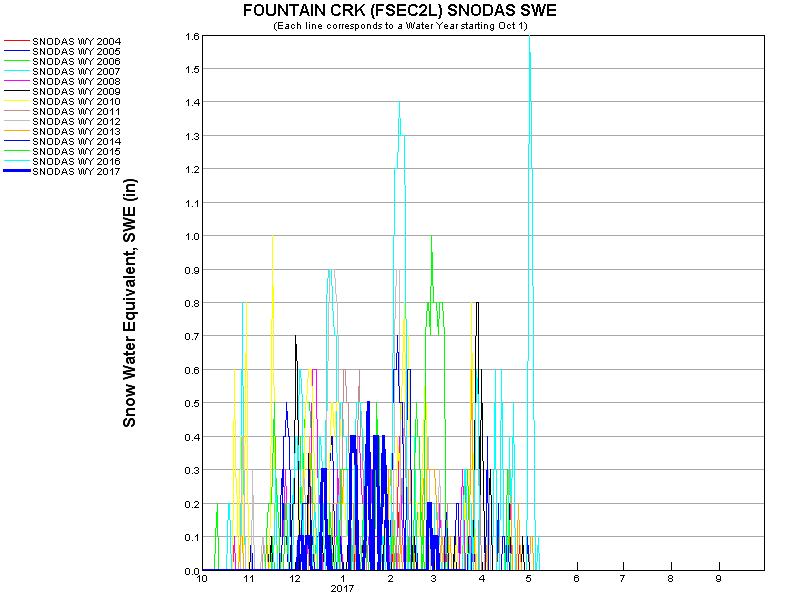 FOUNTAIN CRK (FSEC2L) SNODAS SWE
(Each line corresponds to a Water Year starting Oct 1)
SNODAS WY 2004
SNODAS WY 2005
SNODAS WY 2006
SNODAS WY 2007
SNODAS WY 2008
SNODAS WY 2009
SNODAS WY 2010
SNODAS WY 2011
SNODAS WY 2012
SNODAS WY 2013
SNODAS WY 2014
SNODAS WY 2015
SNODAS WY 2016
SNODAS WY 2017
Snow Water Equivalent, SWE (in)
1.6
1.5
1.4
1.3
1.2
1.1
1.0
0.9
0.8
0.7
0.6
0.5
0.4
0.3
0.2
0.1
0.0
10 11 12 1 2 3 4 5 6 7 8 9
2017